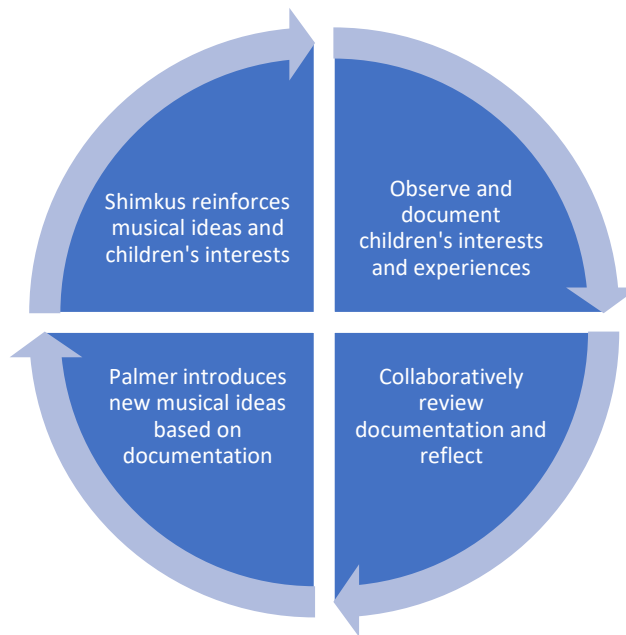 Shimkus reinforces
musical ideas and
children's interests
Observe and
document
children's interests
and experiences
Palmer introduces
new musical ideas
based on
documentation
Collaboratively
review
documentation and
reflect